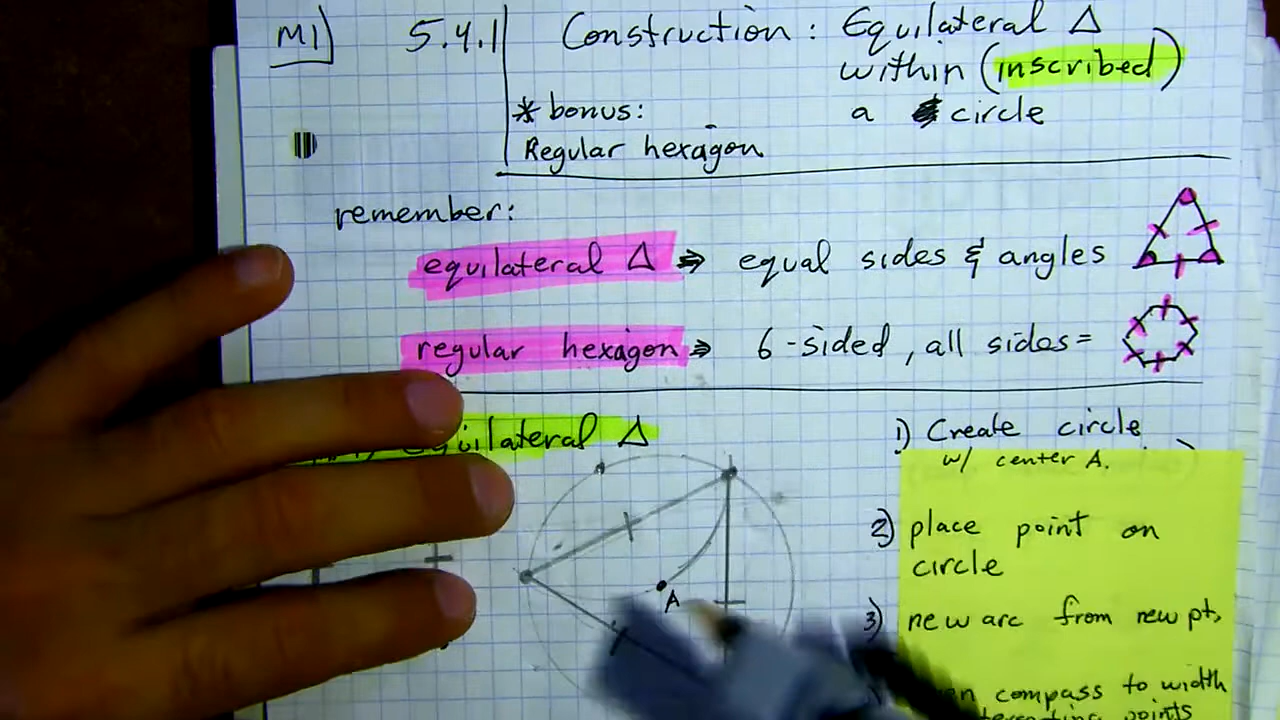 M1) 5.4.1 Construction: Equilateral Δ
within (inscribed)
* bonus: a circle
Regular hexagon
remember:
equilateral Δ ⇒ equal sides & angles
regular hexagon ⇒ 6-sided, all sides=
Δ
1) Create circle
w/ center A.
2) place point on
circle
A
3) new arc from new pt.
compass to width
points